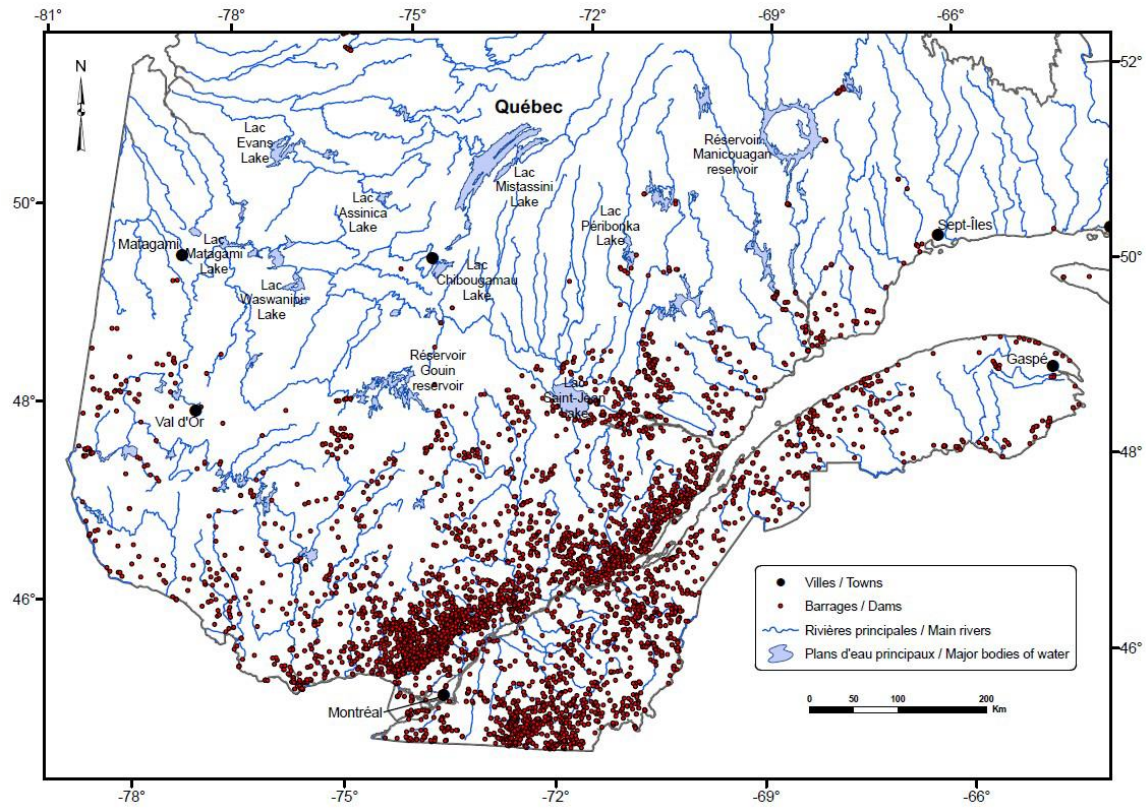 -81°
-78°
-75°
-72°
-69°
-66°
N
Québec
Lac
Evans
Lake
Lac
Mistassini
Lake
Réservoir
Manicouagan
reservoir
52°
50°
Lac
Assinica
Lake
Lac
Péribonka
Lake
Sept-Îles
Matagami
Lac
Matagami
Lake
50°
Lac
Chibougamau
Lake
Lac
Waswanipi
Lake
Réservoir
Gouin
reservoir
Gaspé
48°
Lac
Saint-Jean
Lake
Val d'Or
48°
46°
Villes / Towns
Barrages / Dams
Rivières principales / Main rivers
Plans d'eau principaux / Major bodies of water
46°
0 50 100 200
Km
Montréal
-78°
-75°
-72°
-69°
-66°